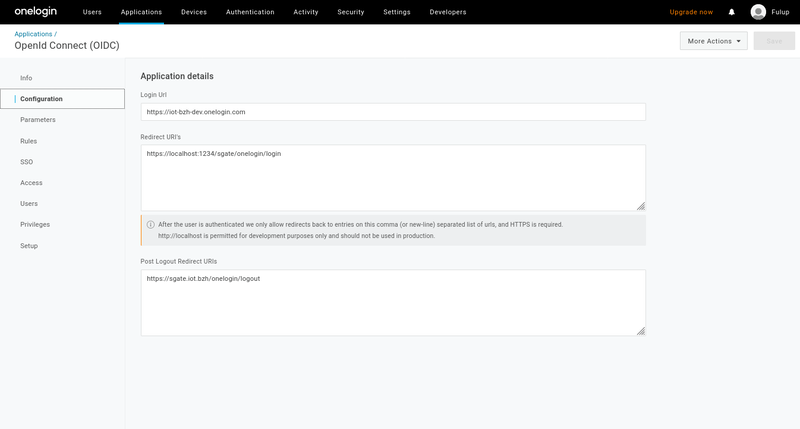 onelogin
Users Applications Devices Authentication Activity Security Settings Developers Upgrade now Fulup
Applications /
OpenId Connect (OIDC)
More Actions
Save
Info
Configuration
Parameters
Rules
SSO
Access
Users
Privileges
Setup
Application details
Login Url
https://iot-bzh-dev.onelogin.com
Redirect URI's
https://localhost:1234/sgate/onelogin/login
After the user is authenticated we only allow redirects back to entries on this comma (or new-line) separated list of urls, and HTTPS is required.
http://localhost is permitted for development purposes only and should not be used in production.
Post Logout Redirect URIs
https://sgate.iot.bzh/onelogin/logout